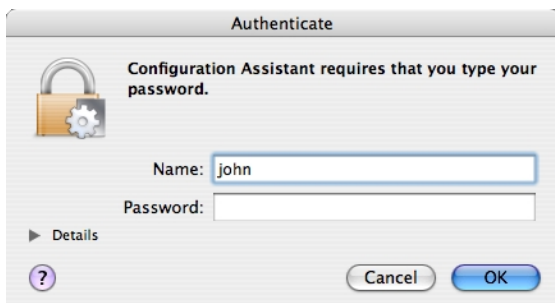 Authenticate
Configuration Assistant requires that you type your
password.
Name: john
Password:
Details
? Cancel OK